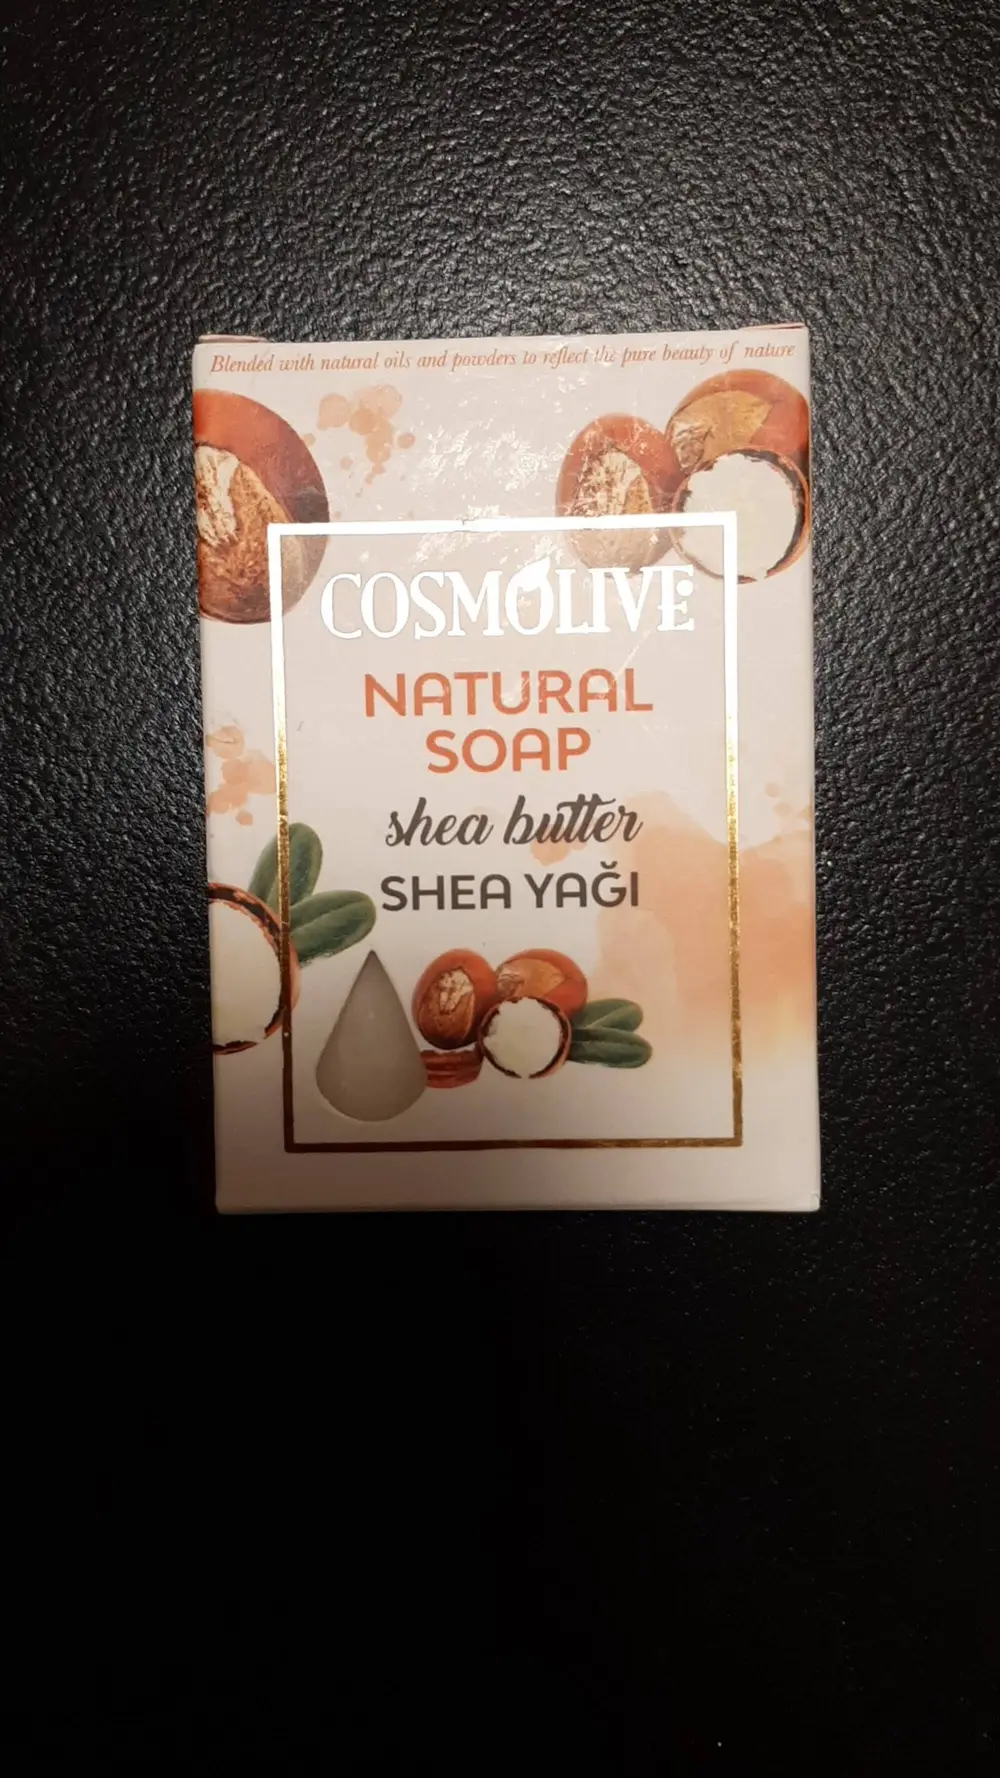 Blended with natural oils and powders to reflect the pure beauty of nature
COSMOLIVE
NATURAL
SOAP
shea butter
SHEA YAĞI